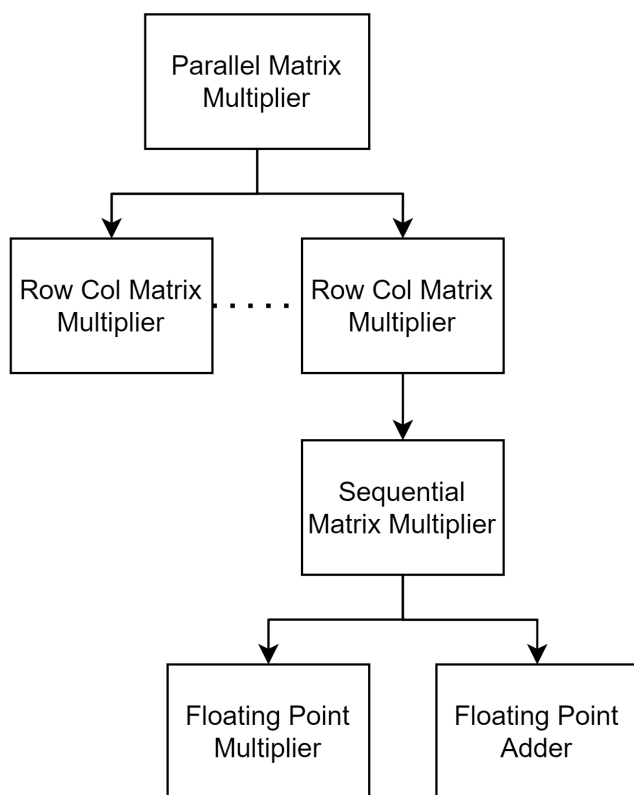 Parallel Matrix
Multiplier
Row Col Matrix
Multiplier
Row Col Matrix
Multiplier
Sequential
Matrix Multiplier
Floating Point
Multiplier
Floating Point
Adder